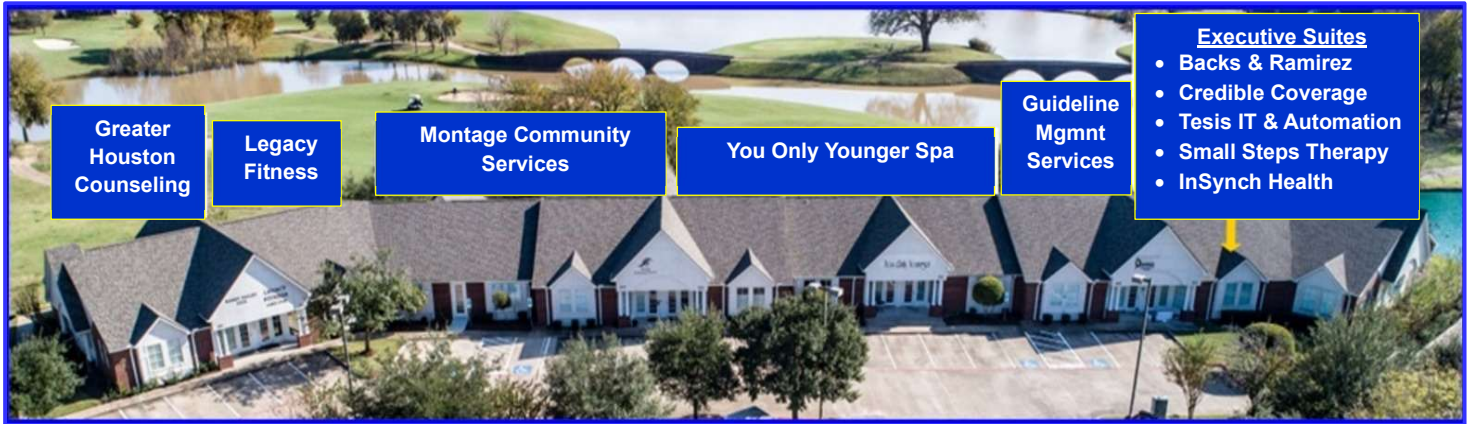 Greater
Houston
Counseling
Legacy
Fitness
Montage Community
Services
You Only Younger Spa
Guideline
Mgmnt
Services
Executive Suites
• Backs & Ramirez
• Credible Coverage
• Tesis IT & Automation
• Small Steps Therapy
• InSynch Health